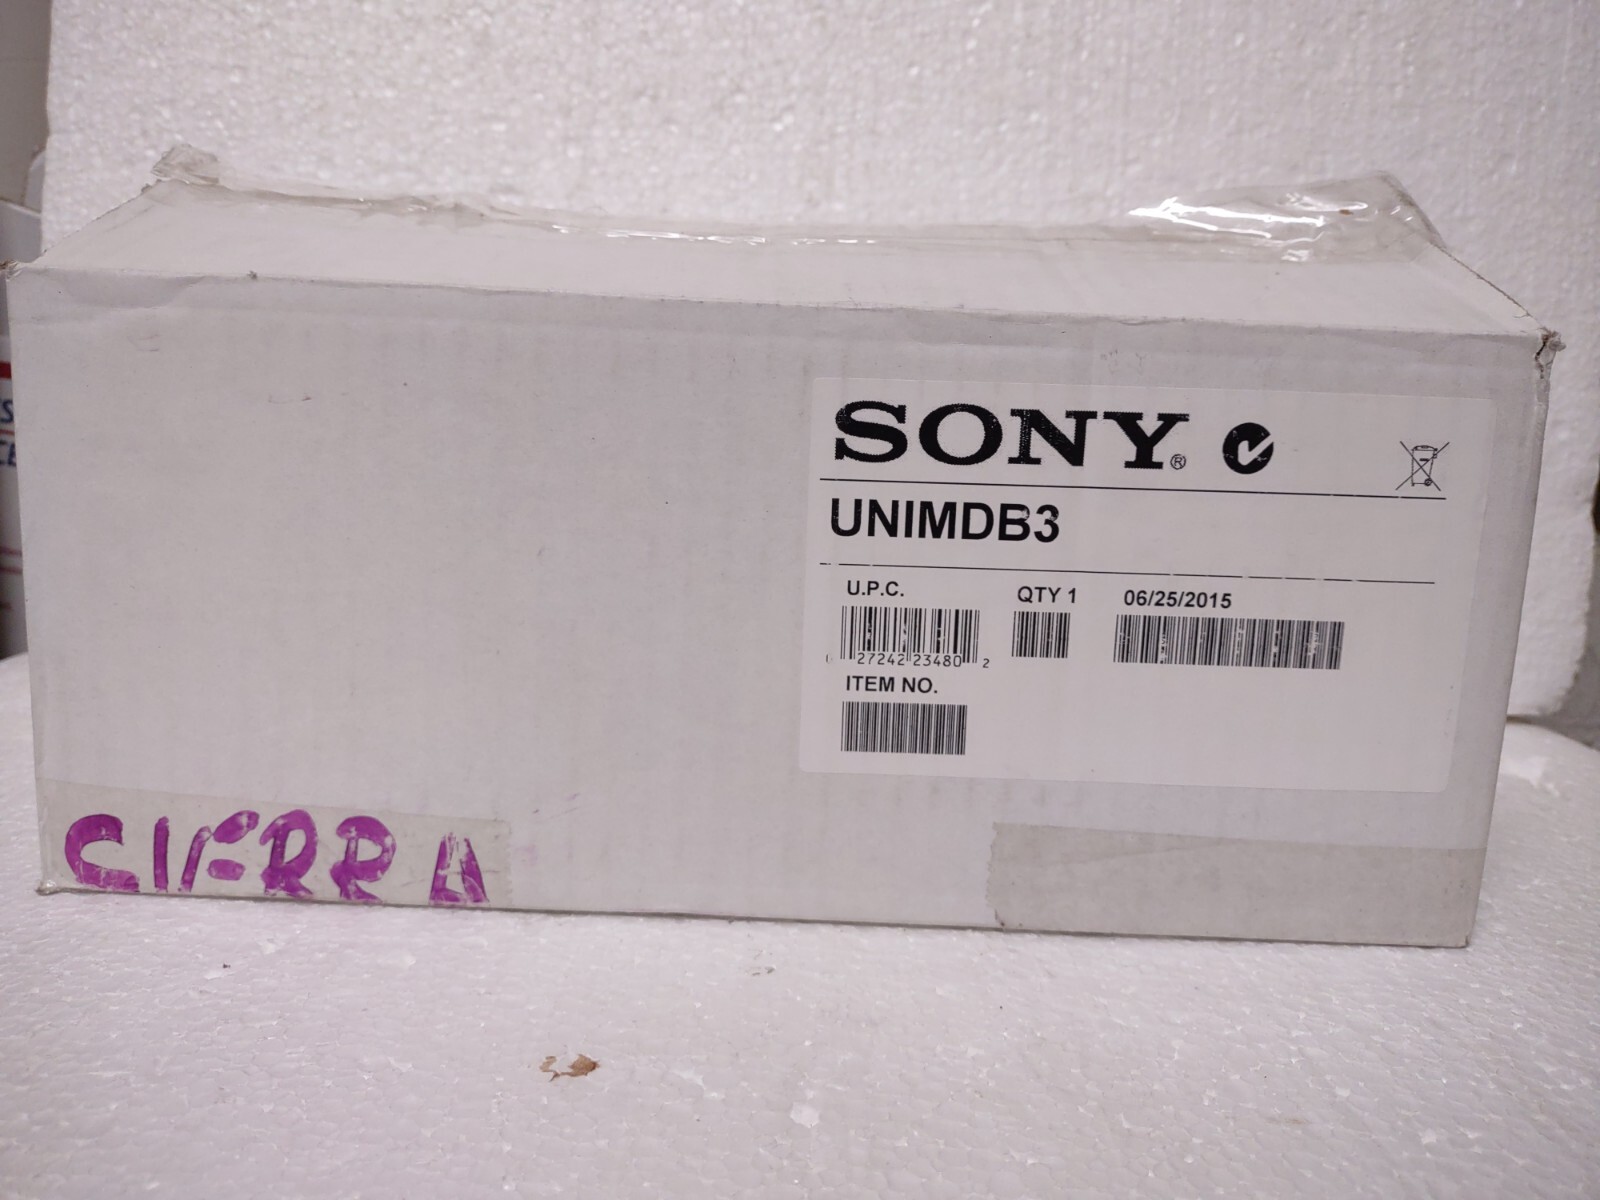 SONY®
UNIMDB3
U.P.C. QTY 1 06/25/2015
0 27242 23480 2
ITEM NO.
SIERRA